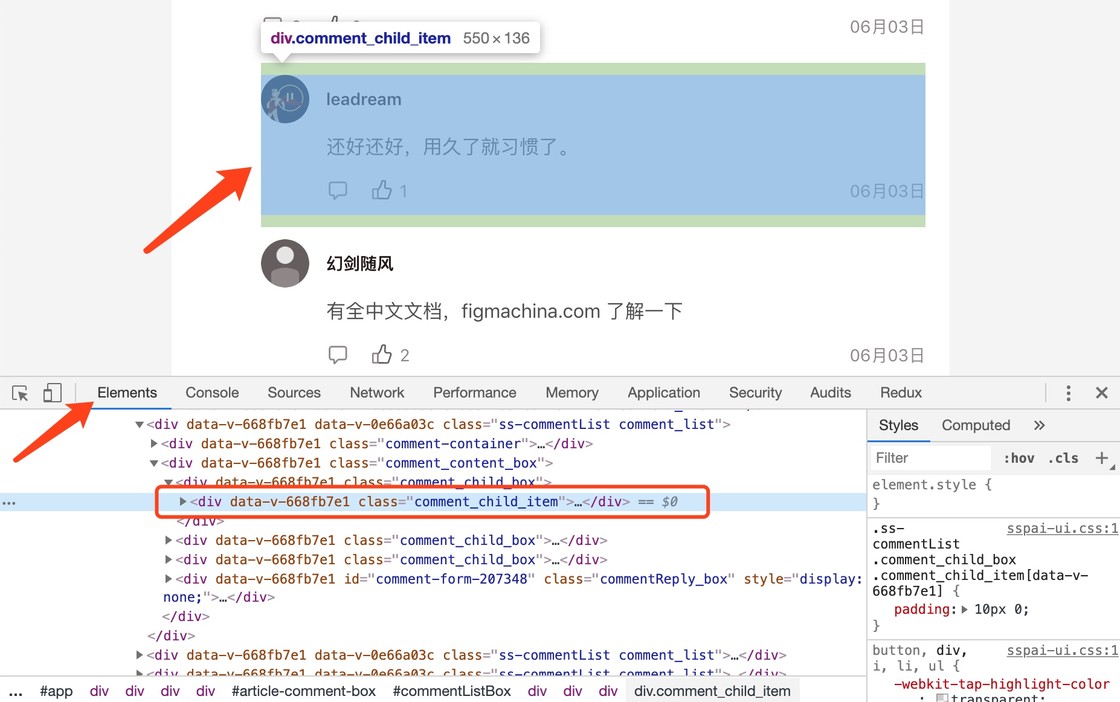 06月03日
div.comment_child_item 550 × 136
leadream
还好还好，用久了就习惯了。
1
06月03日
幻剑随风
有全中文文档，figmachina.com 了解一下
2
06月03日
Elements Console Sources Network Performance Memory Application Security Audits Redux
<div data-v-668fb7e1 data-v-0e66a03c class="ss-commentList comment_list">
<div data-v-668fb7e1 class="comment-container">…</div>
<div data-v-668fb7e1 class="comment_content_box">
<div data-v-668fb7e1 class="comment_child_box">
<div data-v-668fb7e1 class="comment_child_item">…</div> == $0
</div>
<div data-v-668fb7e1 class="comment_child_box">…</div>
<div data-v-668fb7e1 class="comment_child_box">…</div>
<div data-v-668fb7e1 id="comment-form-207348" class="commentReply_box" style="display:
none;">…</div>
</div>
</div>
<div data-v-668fb7e1 data-v-0e66a03c class="ss-commentList comment_list">…</div>
<div data-v-668fb7e1 data-v-0e66a03c class="ss-commentList comment_list">…</div>
… #app div div div div #article-comment-box #commentListBox div div div div.comment_child_item
Styles Computed »
Filter :hov .cls +
element.style {
}
.ss- sspai-ui.css:1
commentList
.comment_child_box
.comment_child_item[data-v-
668fb7e1] {
padding: 10px 0;
}
button, div, sspai-ui.css:1
i, li, ul {
-webkit-tap-highlight-color
: transparent;